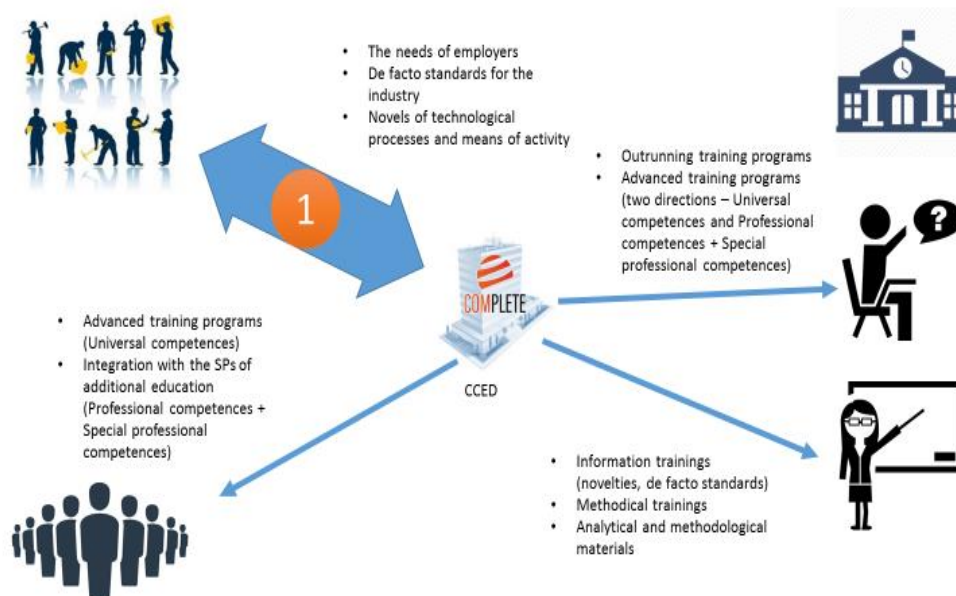 • The needs of employers
• De facto standards for the
industry
• Novels of technological
processes and means of activity
• Outrunning training programs
• Advanced training programs
(two directions – Universal
competences and Professional
competences + Special
professional competences)
1
?
COMPLETE
CCED
• Advanced training programs
(Universal competences)
• Integration with the SPs of
additional education
(Professional competences +
Special professional
competences)
• Information trainings
(novelties, de facto standards)
• Methodical trainings
• Analytical and methodological
materials